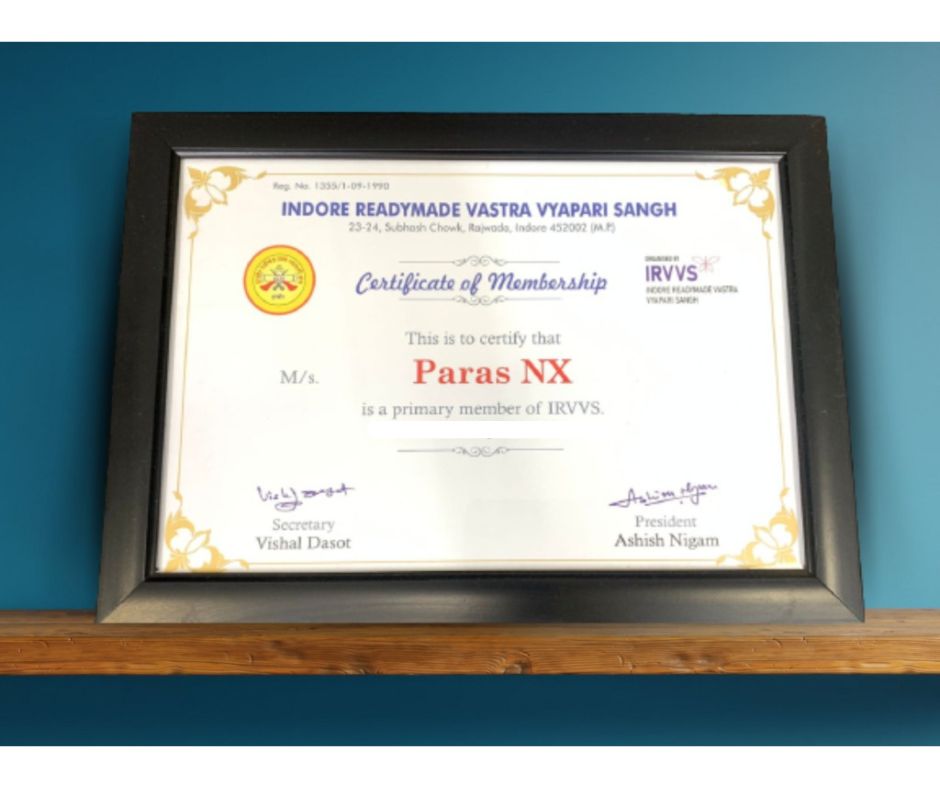 Reg. No. 1355/1-09-1990
INDORE READYMADE VASTRA VYAPARI SANGH
23-24, Subhash Chowk, Rajwada, Indore 452002 (M.P.)
Certificate of Membership
ORGANISED BY
IRVVS
INDORE READYMADE VASTRA
VYAPARI SANGH
This is to certify that
M/s. Paras NX
is a primary member of IRVVS.
Secretary
Vishal Dasot
President
Ashish Nigam